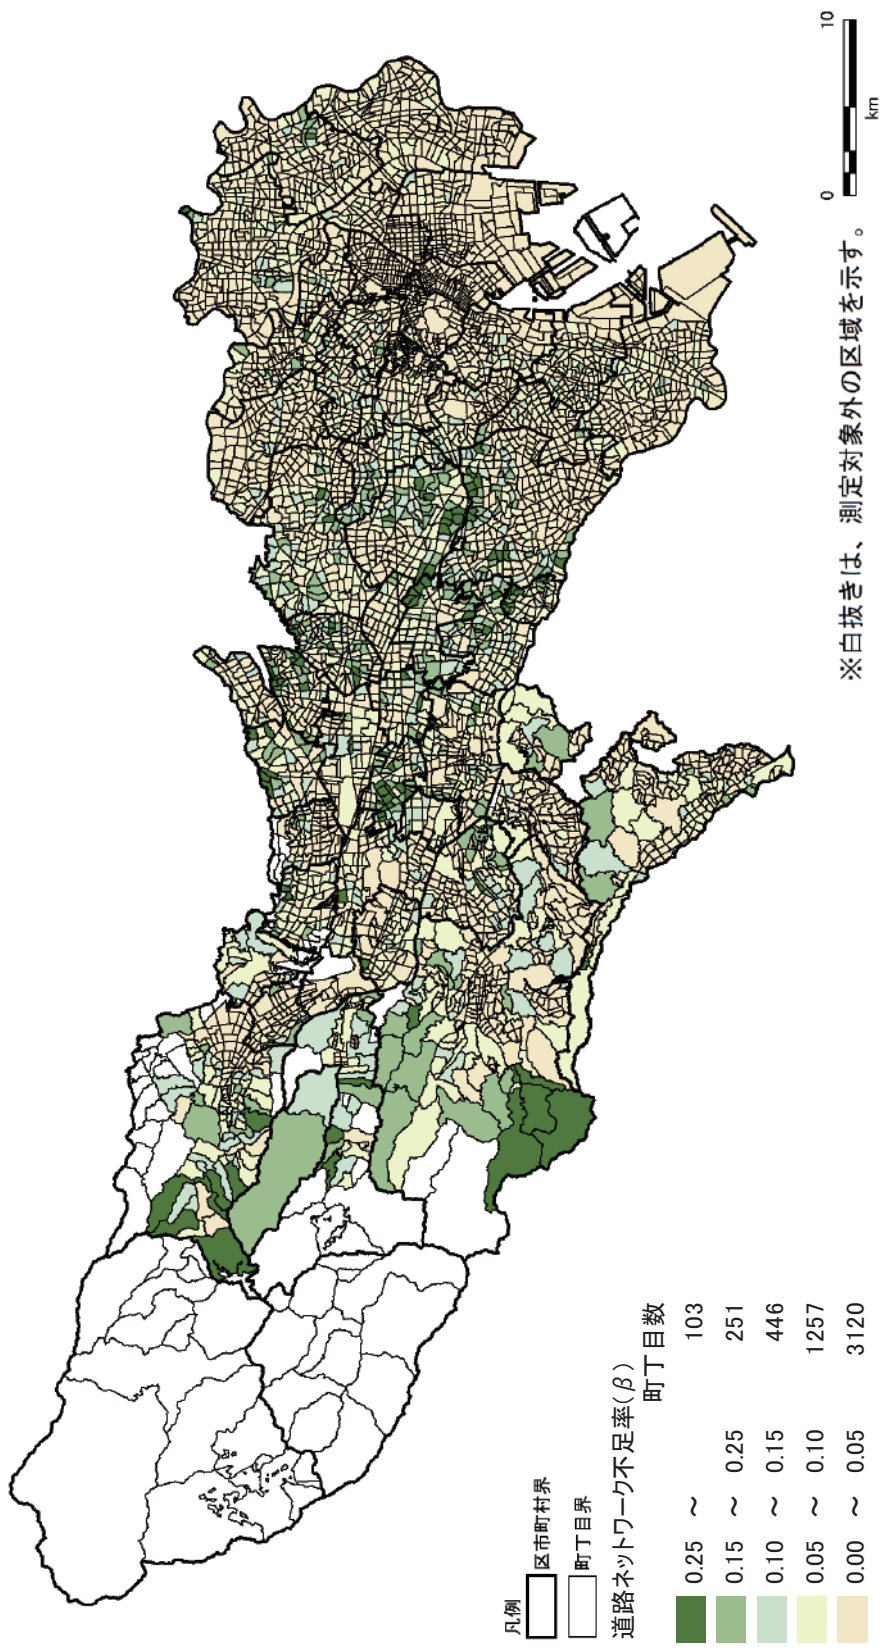 0 10
km
※白抜きは、測定対象外の区域を示す。
凡例
区市町村界
町丁目界
道路ネットワーク不足率(β)
町丁目数
0.25 ～ 103
0.15 ～ 0.25 251
0.10 ～ 0.15 446
0.05 ～ 0.10 1257
0.00 ～ 0.05 3120